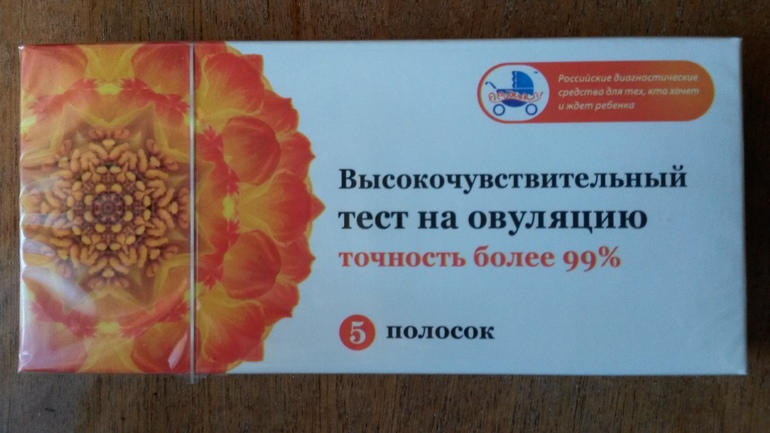 Российские диагностические
средства для тех, кто хочет
и ждет ребенка
Высокочувствительный
тест на овуляцию
точность более 99%
5 полосок